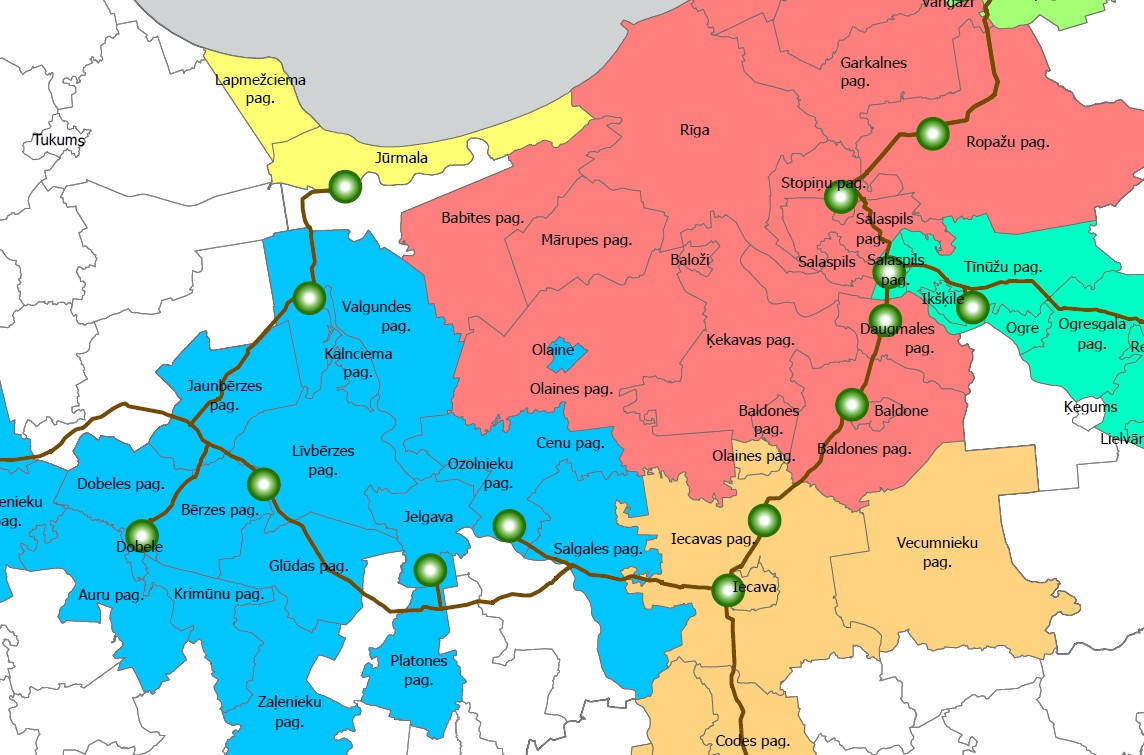 Vangaži
Garkalnes
pag.
Lapmežciema
pag.
Rīga
Tukums
Ropažu pag.
Jūrmala
Stopiņu pag.
Babītes pag.
Salaspils
pag.
Mārupes pag.
Baloži
Salaspils
Salaspils
pag.
Tīnūžu pag.
Ikšķile
Valgundes
pag.
Ogre
Ogresgala
pag.
Daugmales
pag.
Ķekavas pag.
Olaine
Kalnciema
pag.
Jaunbērzes
pag.
Olaines pag.
Baldones
pag.
Baldone
Ķegums
Lielvār
Cenu pag.
Līvbērzes
pag.
Olaines pag.
Baldones pag.
Ozolnieku
pag.
Dobeles pag.
enieku
pag.
Bērzes pag.
Jelgava
Iecavas pag.
Vecumnieku
pag.
Dobele
Salgales pag.
Glūdas pag.
Iecava
Auru pag.
Krimūnu pag.
Platones
pag.
Zaļenieku
pag.
Codes pag.